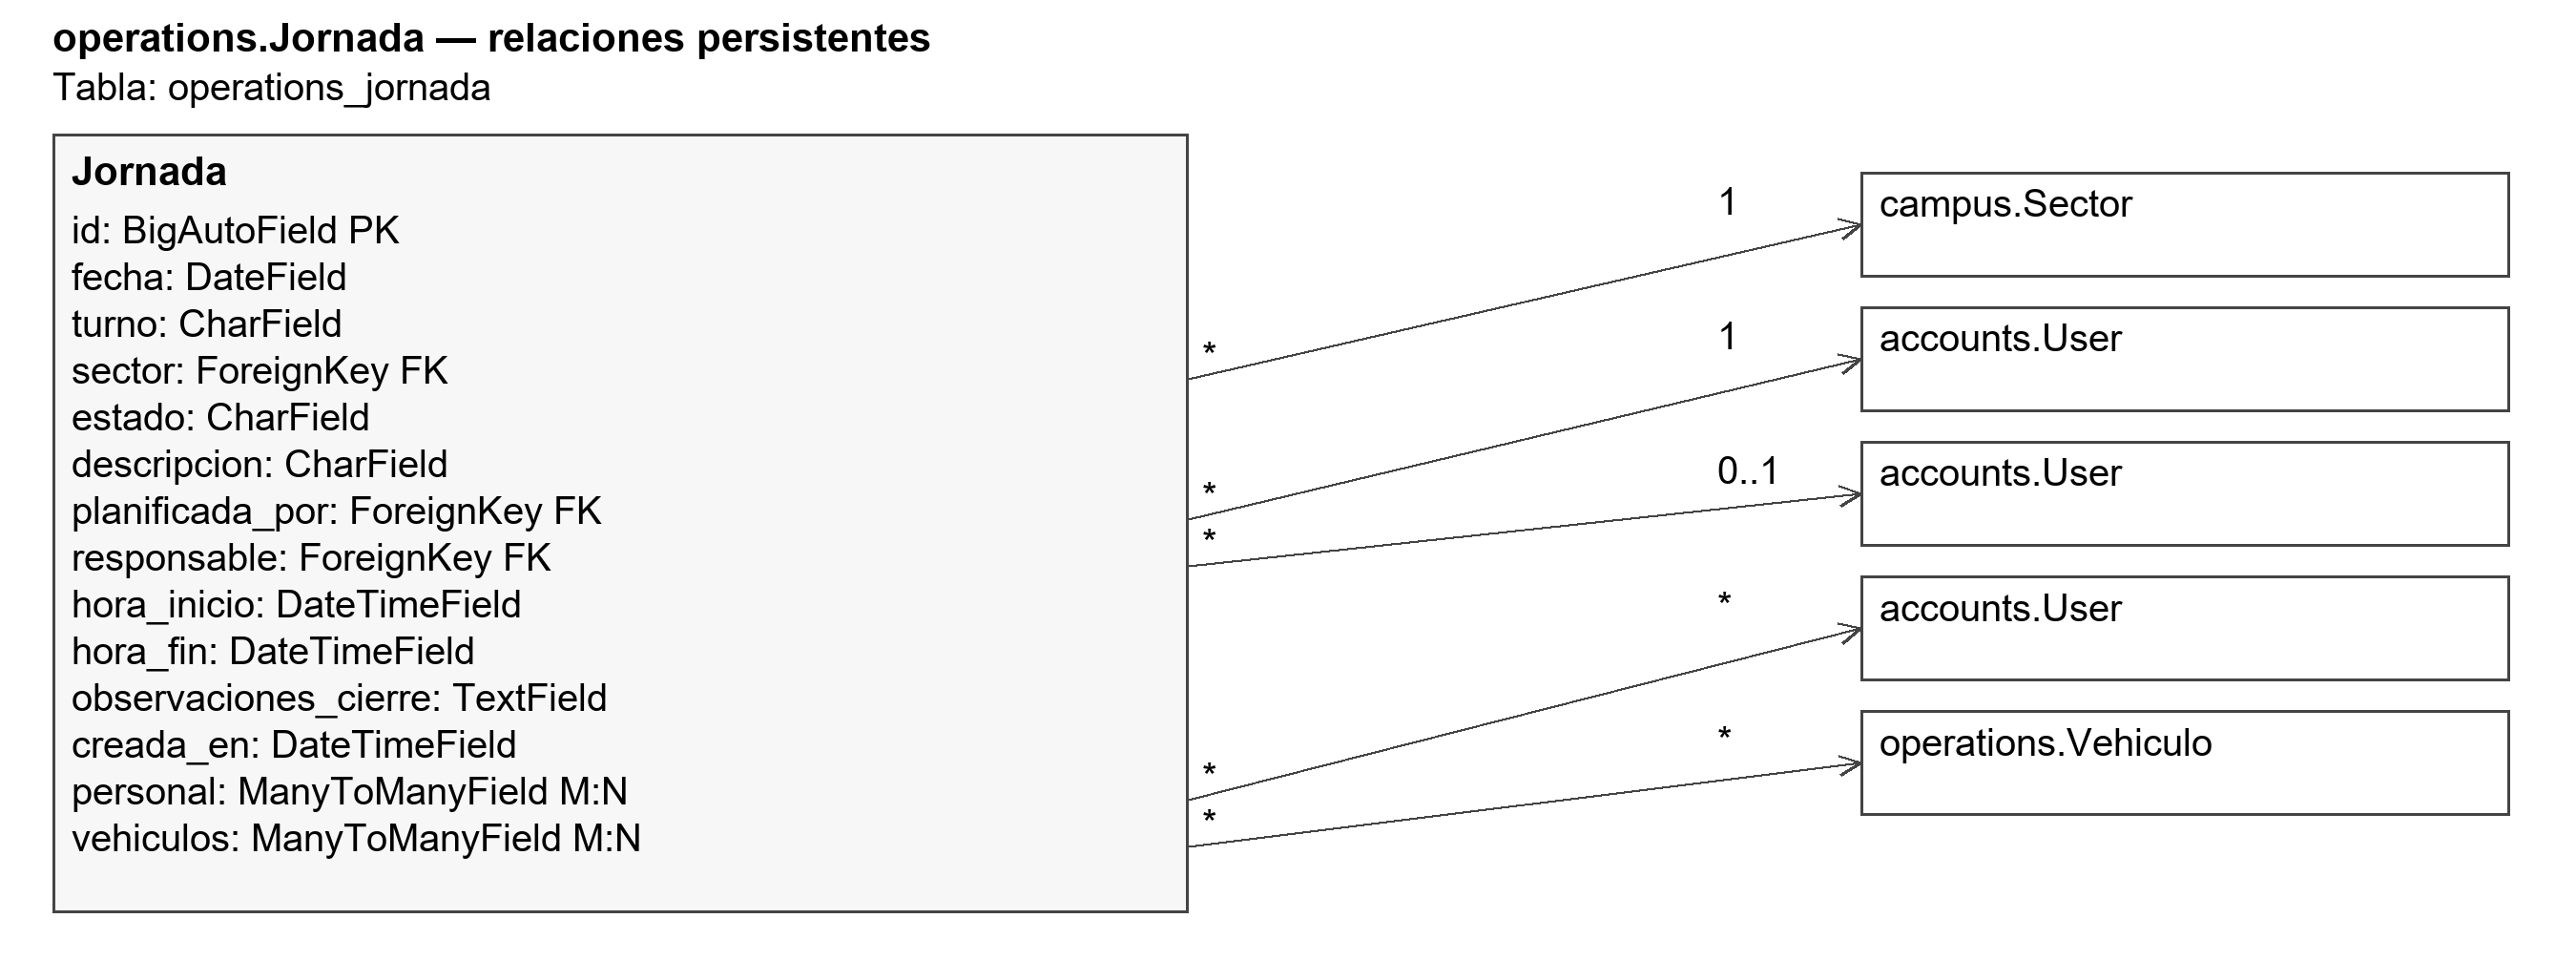 operations.Jornada — relaciones persistentes
Tabla: operations_jornada
Jornada
id: BigAutoField PK
fecha: DateField
turno: CharField
sector: ForeignKey FK
estado: CharField
descripcion: CharField
planificada_por: ForeignKey FK
responsable: ForeignKey FK
hora_inicio: DateTimeField
hora_fin: DateTimeField
observaciones_cierre: TextField
creada_en: DateTimeField
personal: ManyToManyField M:N
vehiculos: ManyToManyField M:N
* 1 campus.Sector
* 1 accounts.User
* 0..1 accounts.User
* * accounts.User
* * operations.Vehiculo